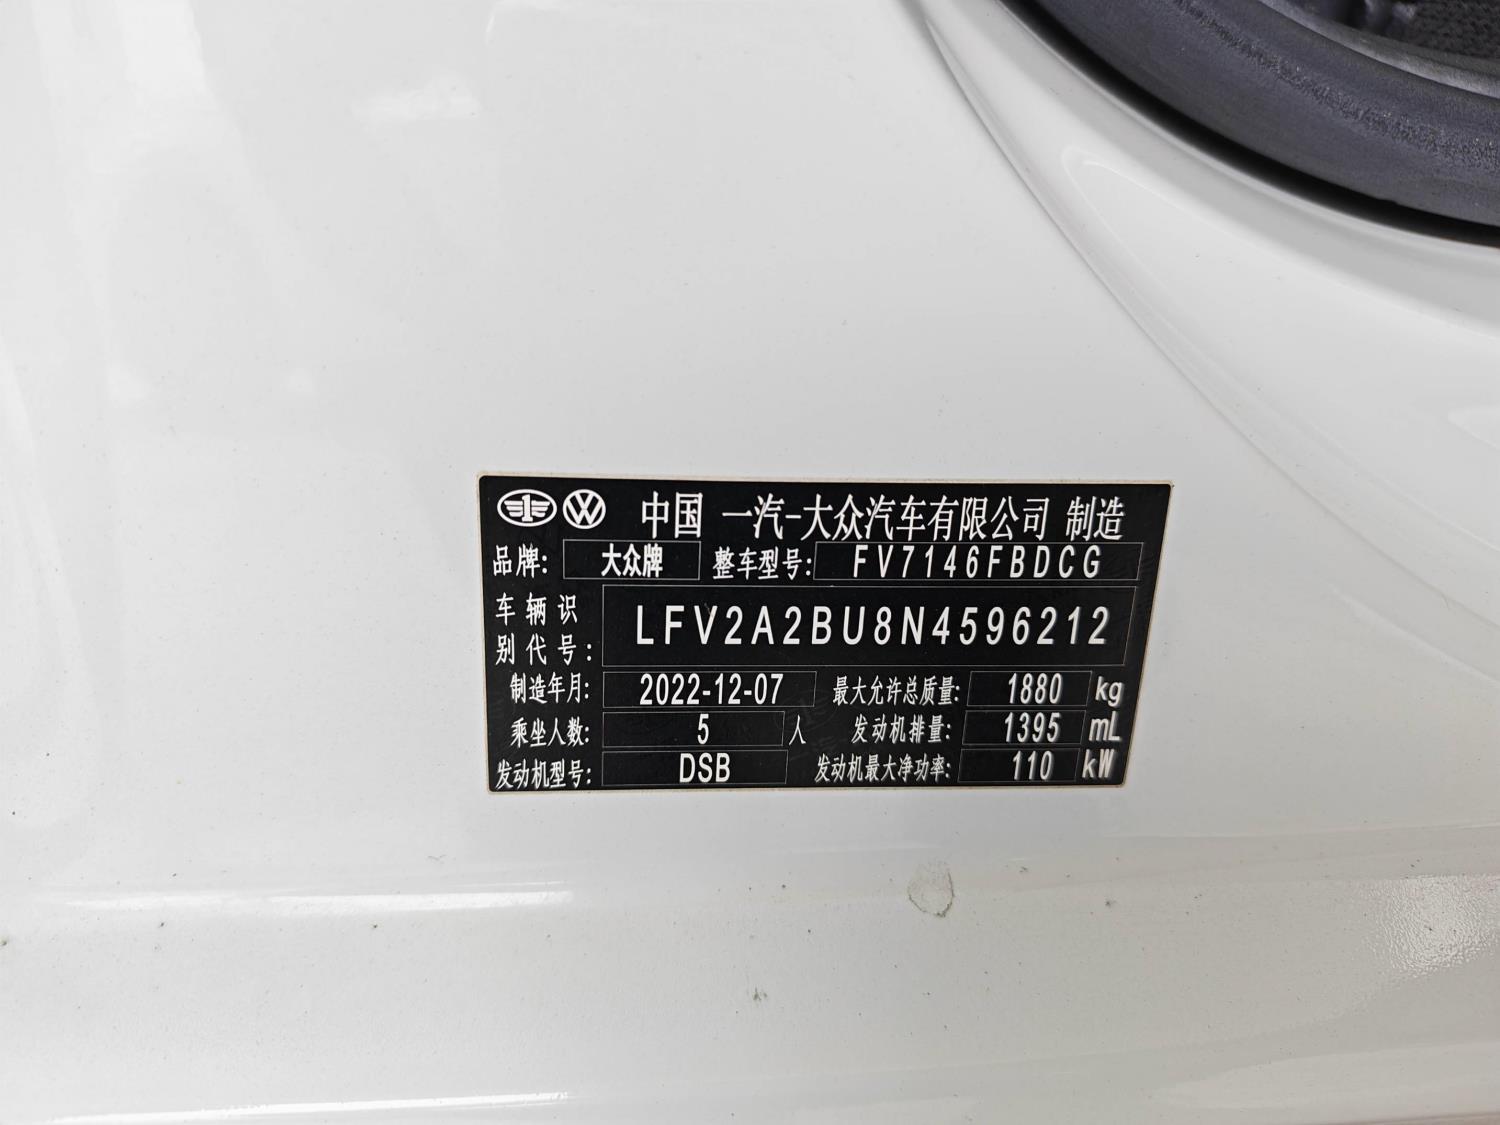 中国 一汽-大众汽车有限公司 制造
品牌: 大众牌 整车型号: FV7146FBDCG
车辆识别代号: LFV2A2BU8N4596212
制造年月: 2022-12-07 最大允许总质量: 1880 kg
乘坐人数: 5 人 发动机排量: 1395 mL
发动机型号: DSB 发动机最大净功率: 110 kW